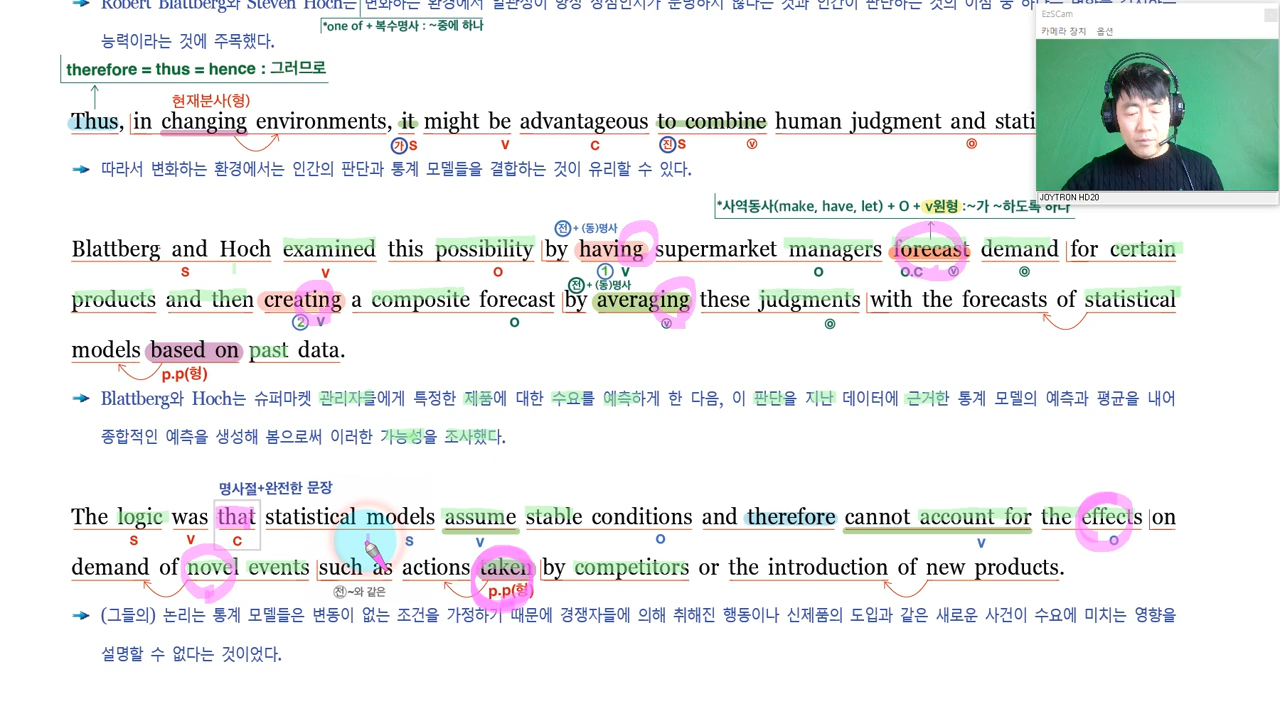 Robert Blattberg와 Steven Hoch는 변화하는 환경에서 일관성이 항상 장점인지가 분명하지 않다는 것과 인간이 판단하는 것의 이점 중
*one of + 복수명사 : ~중에 하나
능력이라는 것에 주목했다.
therefore = thus = hence : 그러므로
현재분사(형)
Thus, in changing environments, it might be advantageous to combine human judgment and stati
가S V C 진S ⓥ ⓞ
따라서 변화하는 환경에서는 인간의 판단과 통계 모델들을 결합하는 것이 유리할 수 있다.
*사역동사(make, have, let) + O + v원형 :~가 ~하도록 하다
전 + (동)명사
Blattberg and Hoch examined this possibility by having supermarket managers forecast demand for certain
S V O ① V O O.C ⓥ ⓞ
전 + (동)명사
products and then creating a composite forecast by averaging these judgments with the forecasts of statistical
② V O ⓥ ⓞ
models based on past data.
p.p(형)
Blattberg와 Hoch는 슈퍼마켓 관리자들에게 특정한 제품에 대한 수요를 예측하게 한 다음, 이 판단을 지난 데이터에 근거한 통계 모델의 예측과 평균을 내어
종합적인 예측을 생성해 봄으로써 이러한 가능성을 조사했다.
명사절+완전한 문장
The logic was that statistical models assume stable conditions and therefore cannot account for the effects on
S V C S V O V O
demand of novel events such as actions taken by competitors or the introduction of new products.
전~와 같은 p.p(형)
(그들의) 논리는 통계 모델들은 변동이 없는 조건을 가정하기 때문에 경쟁자들에 의해 취해진 행동이나 신제품의 도입과 같은 새로운 사건이 수요에 미치는 영향을
설명할 수 없다는 것이었다.
EzSCam
카메라 장치 옵션
JOYTRON HD20